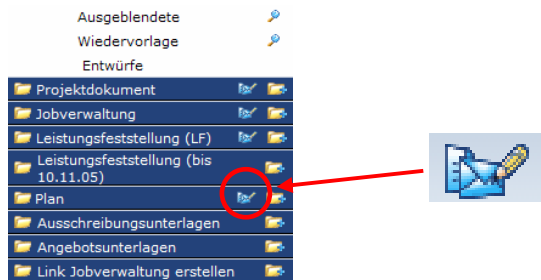 Ausgeblendete
Wiedervorlage
Entwürfe
Projektdokument
Jobverwaltung
Leistungsfeststellung (LF)
Leistungsfeststellung (bis
10.11.05)
Plan
Ausschreibungsunterlagen
Angebotsunterlagen
Link Jobverwaltung erstellen